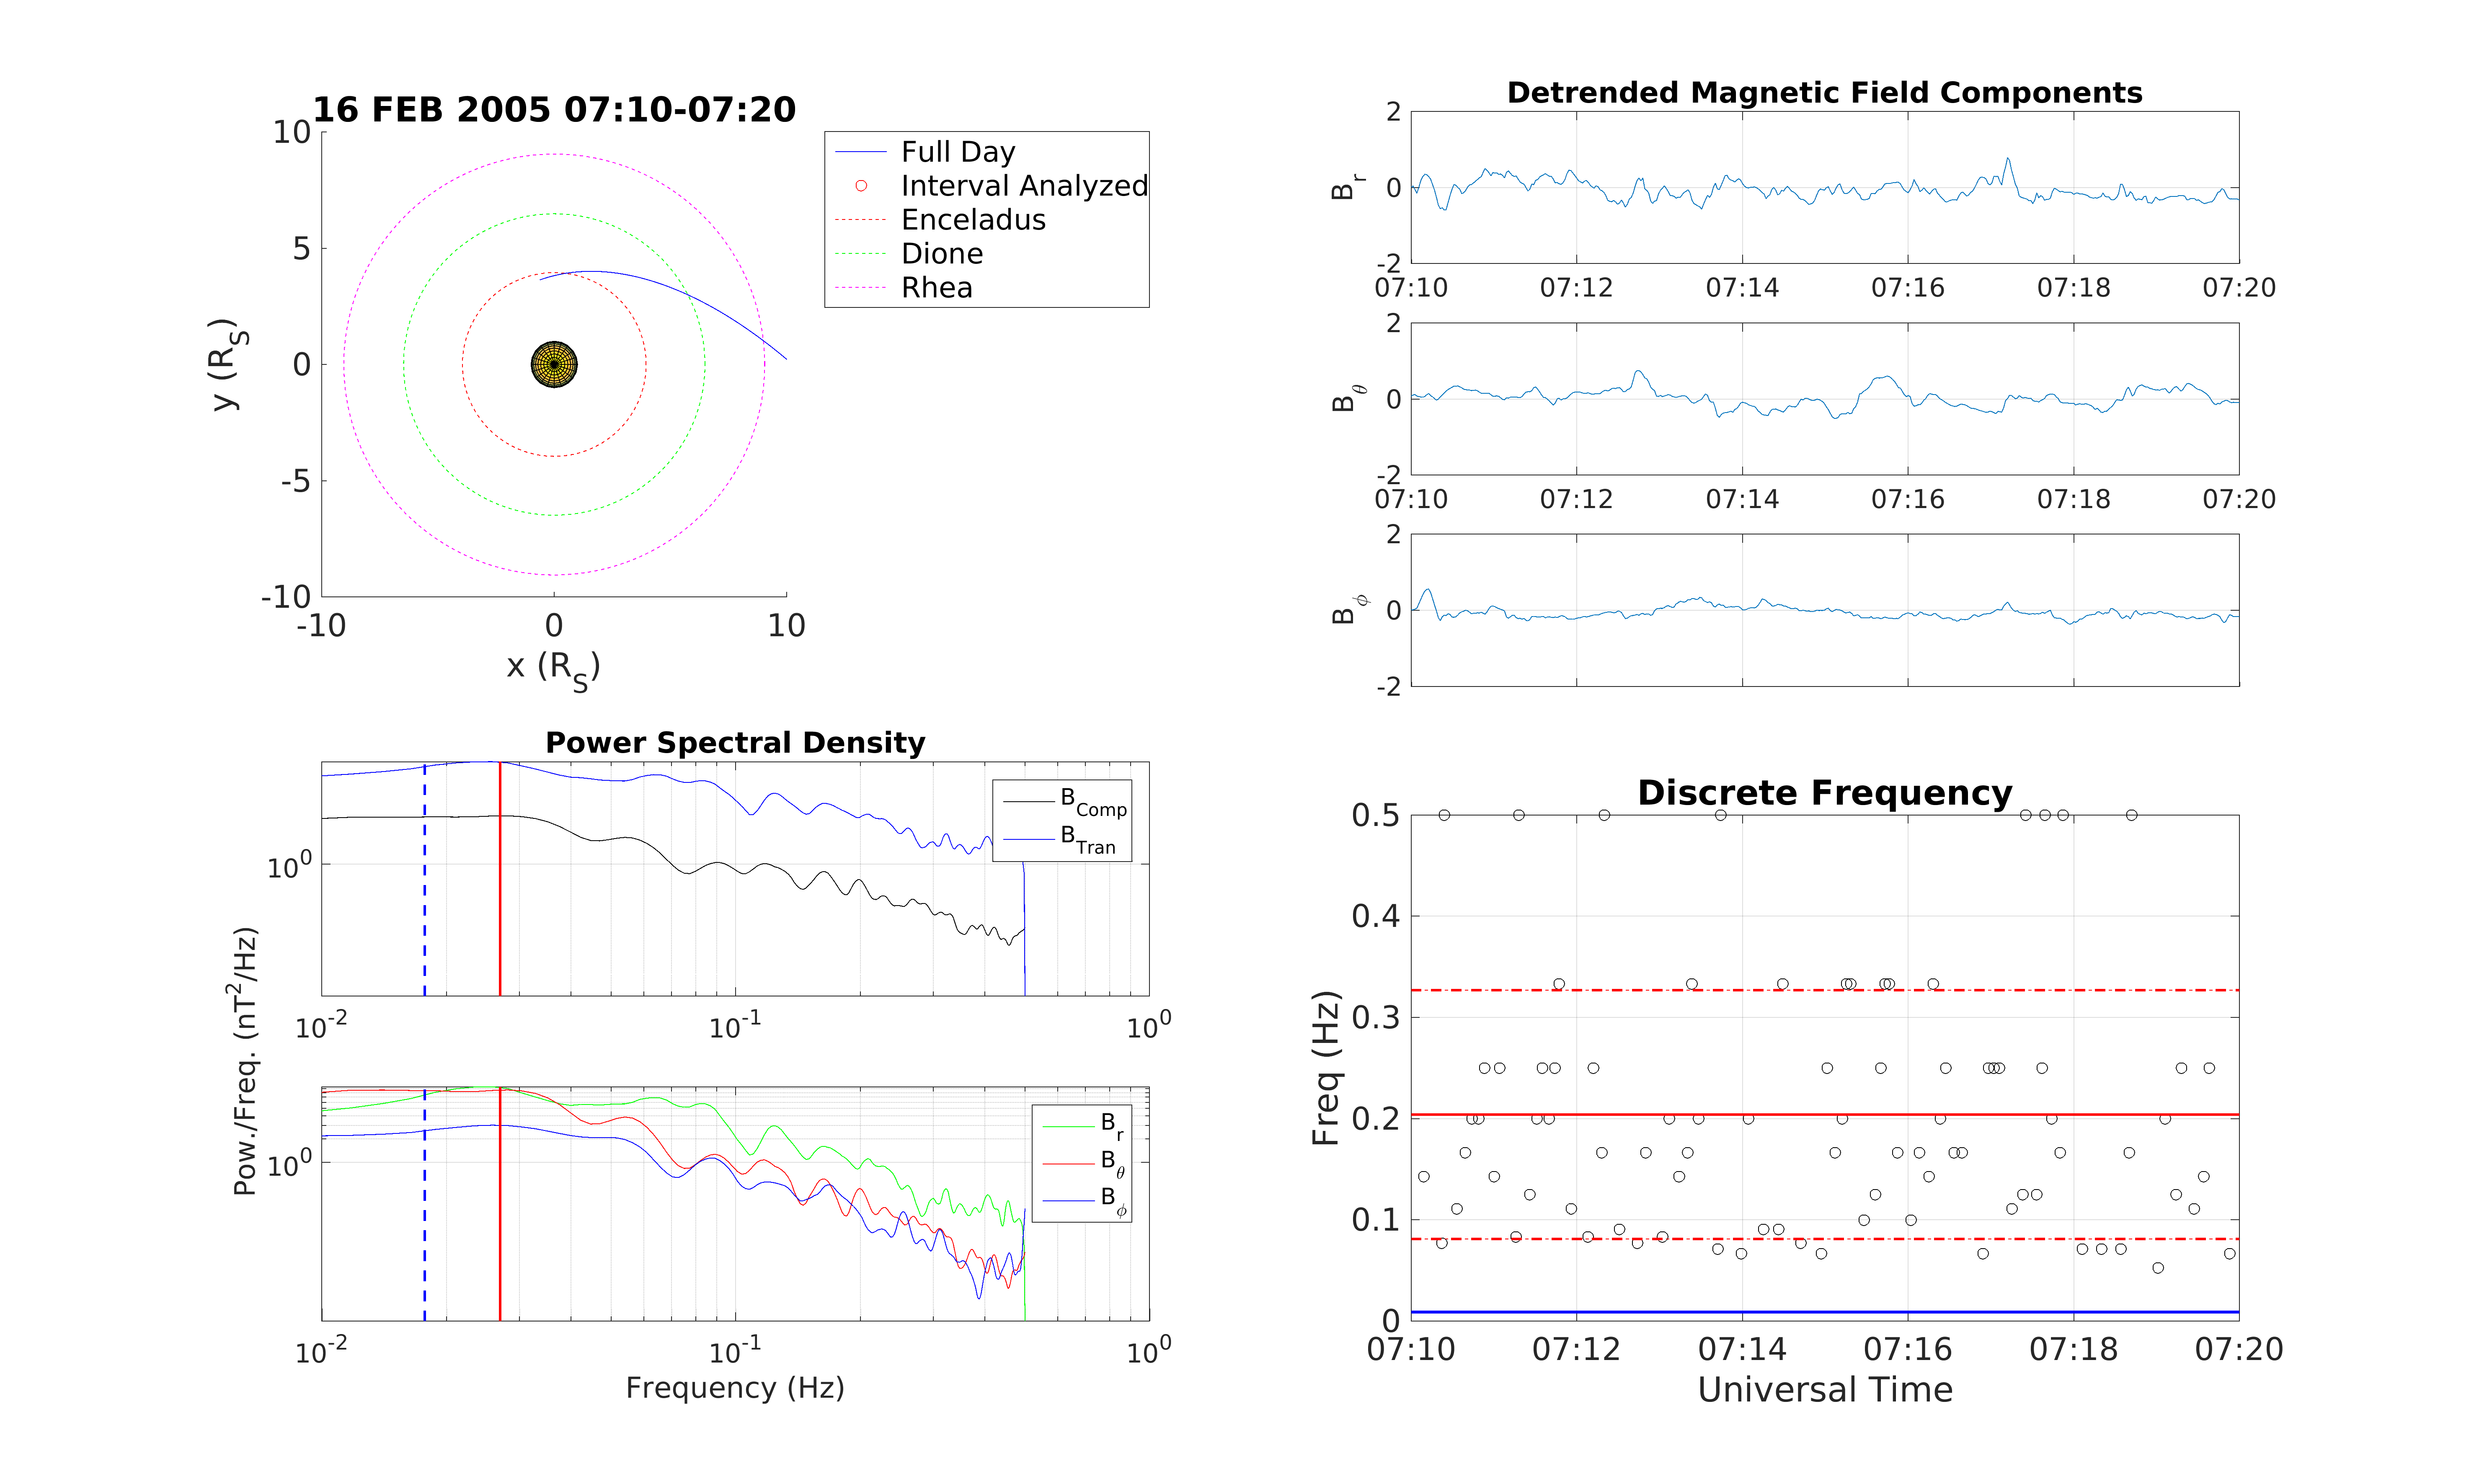 16 FEB 2005 07:10-07:20
10
5
0
-5
-10
-10 0 10
y (R_S)
x (R_S)
Full Day
Interval Analyzed
Enceladus
Dione
Rhea
Detrended Magnetic Field Components
2
0
-2
B_r
07:10 07:12 07:14 07:16 07:18 07:20
2
0
-2
B_θ
07:10 07:12 07:14 07:16 07:18 07:20
2
0
-2
B_ϕ
Power Spectral Density
10^0
B_Comp
B_Tran
10^-2 10^-1 10^0
Pow./Freq. (nT^2/Hz)
10^0
B_r
B_θ
B_ϕ
10^-2 10^-1 10^0
Frequency (Hz)
Discrete Frequency
0.5
0.4
0.3
0.2
0.1
0
Freq (Hz)
07:10 07:12 07:14 07:16 07:18 07:20
Universal Time